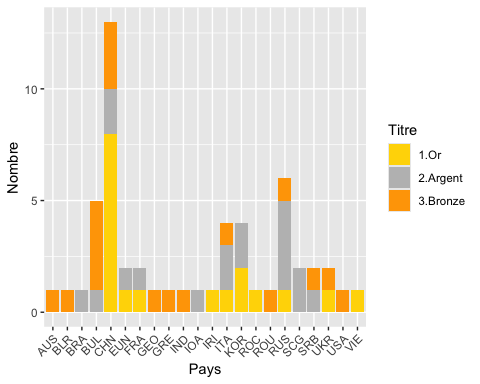 Nombre
10
5
0
AUS BLR BRA BUL CHN EUN FRA GEO GRE IND IOA IRI ITA KOR ROC ROU RUS SCG SRB UKR USA VIE
Pays
Titre
1.Or
2.Argent
3.Bronze